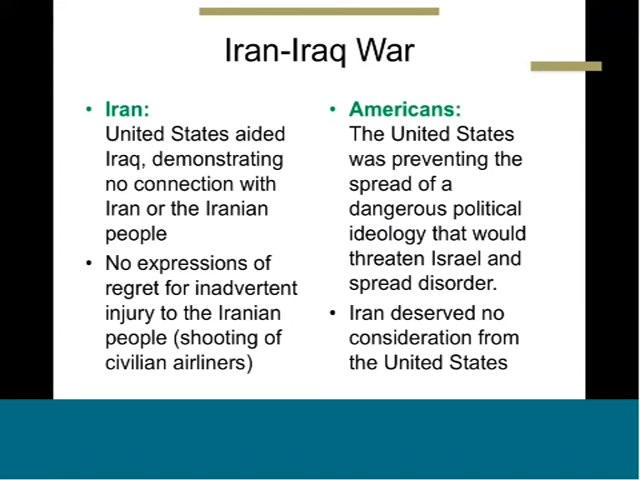 Iran-Iraq War
• Iran:
United States aided
Iraq, demonstrating
no connection with
Iran or the Iranian
people
• No expressions of
regret for inadvertent
injury to the Iranian
people (shooting of
civilian airliners)
• Americans:
The United States
was preventing the
spread of a
dangerous political
ideology that would
threaten Israel and
spread disorder.
• Iran deserved no
consideration from
the United States